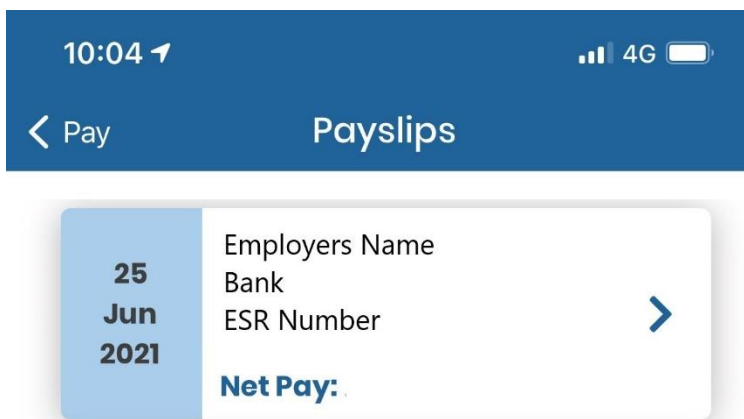 10:04 4G
Pay Payslips
25
Jun
2021
Employers Name
Bank
ESR Number
Net Pay: